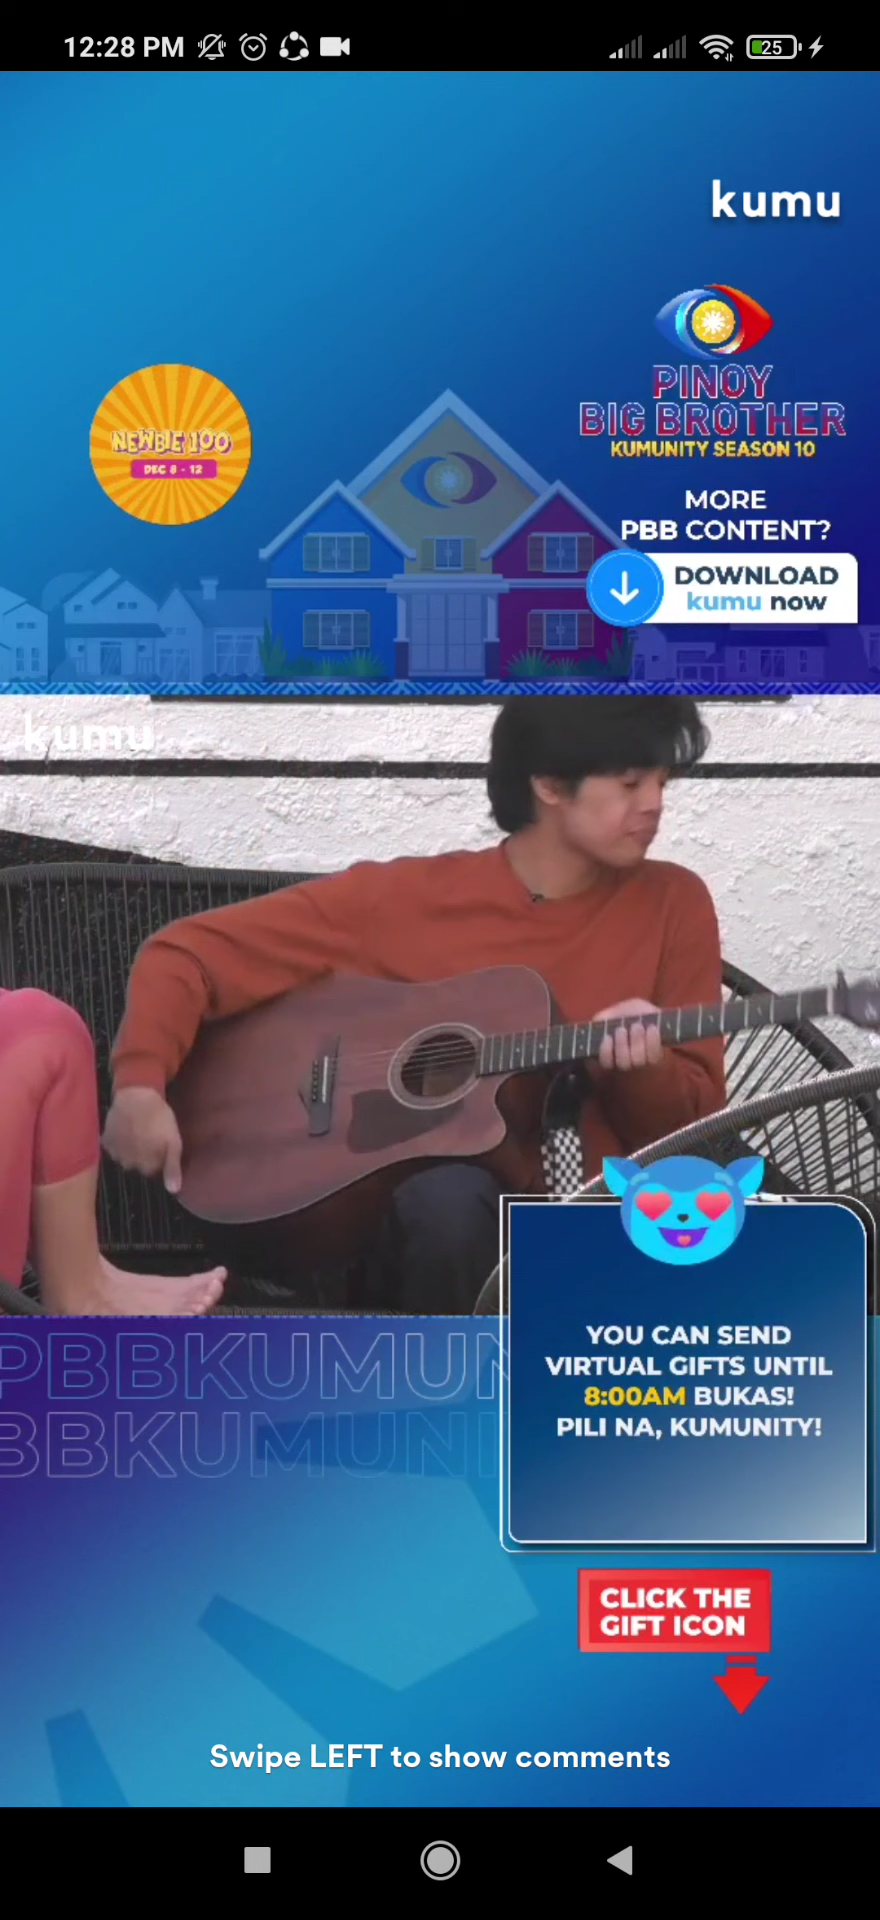 12:28 PM
25
kumu
PINOY
BIG BROTHER
KUMUNITY SEASON 10
NEWBIE 100
DEC 8 - 12
MORE
PBB CONTENT?
DOWNLOAD
kumu now
kumu
YOU CAN SEND
VIRTUAL GIFTS UNTIL
8:00AM BUKAS!
PILI NA, KUMUNITY!
PBBKUMUN
BBKUMUNI
CLICK THE
GIFT ICON
Swipe LEFT to show comments